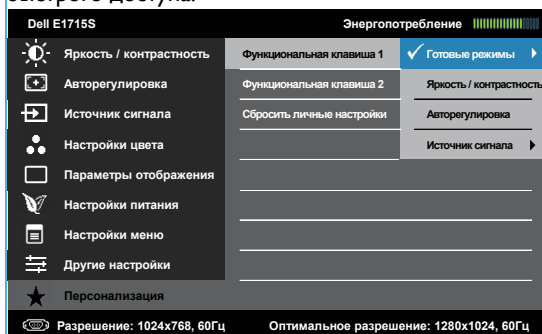 быстрого доступа.
Dell E1715S Энергопотребление
Яркость / контрастность Функциональная клавиша 1 Готовые режимы
Авторегулировка Функциональная клавиша 2 Яркость / контрастность
Источник сигнала Сбросить личные настройки Авторегулировка
Настройки цвета Источник сигнала
Параметры отображения
Настройки питания
Настройки меню
Другие настройки
Персонализация
Разрешение: 1024x768, 60Гц Оптимальное разрешение: 1280x1024, 60Гц